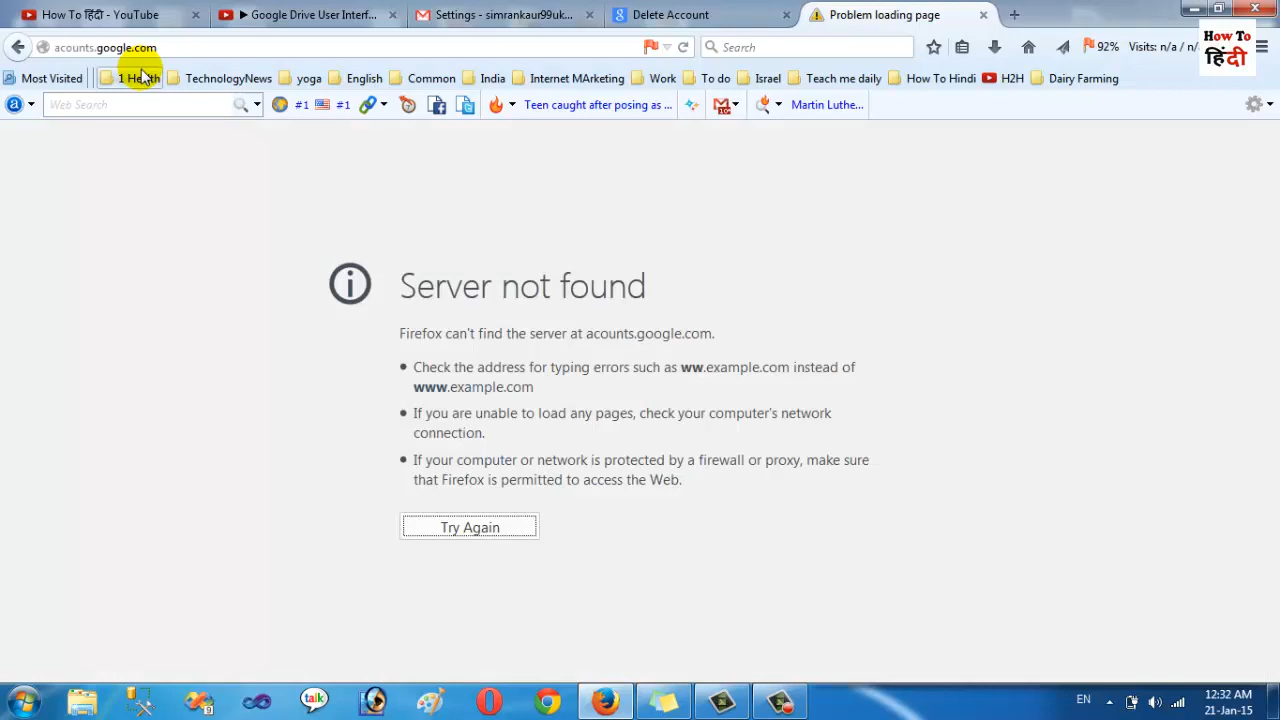 How To हिंदी - YouTube
▶ Google Drive User Interf...
Settings - simrankaur99uk...
Delete Account
Problem loading page
acounts.google.com
Search
92%
Visits: n/a / n/
How To
हिंदी
Most Visited
1 Health
TechnologyNews
yoga
English
Common
India
Internet MArketing
Work
To do
Israel
Teach me daily
How To Hindi
H2H
Dairy Farming
Web Search
#1
#1
Teen caught after posing as ...
Martin Luthe...
Server not found
Firefox can't find the server at acounts.google.com.
Check the address for typing errors such as ww.example.com instead of
www.example.com
If you are unable to load any pages, check your computer's network
connection.
If your computer or network is protected by a firewall or proxy, make sure
that Firefox is permitted to access the Web.
Try Again
talk
EN
12:32 AM
21-Jan-15